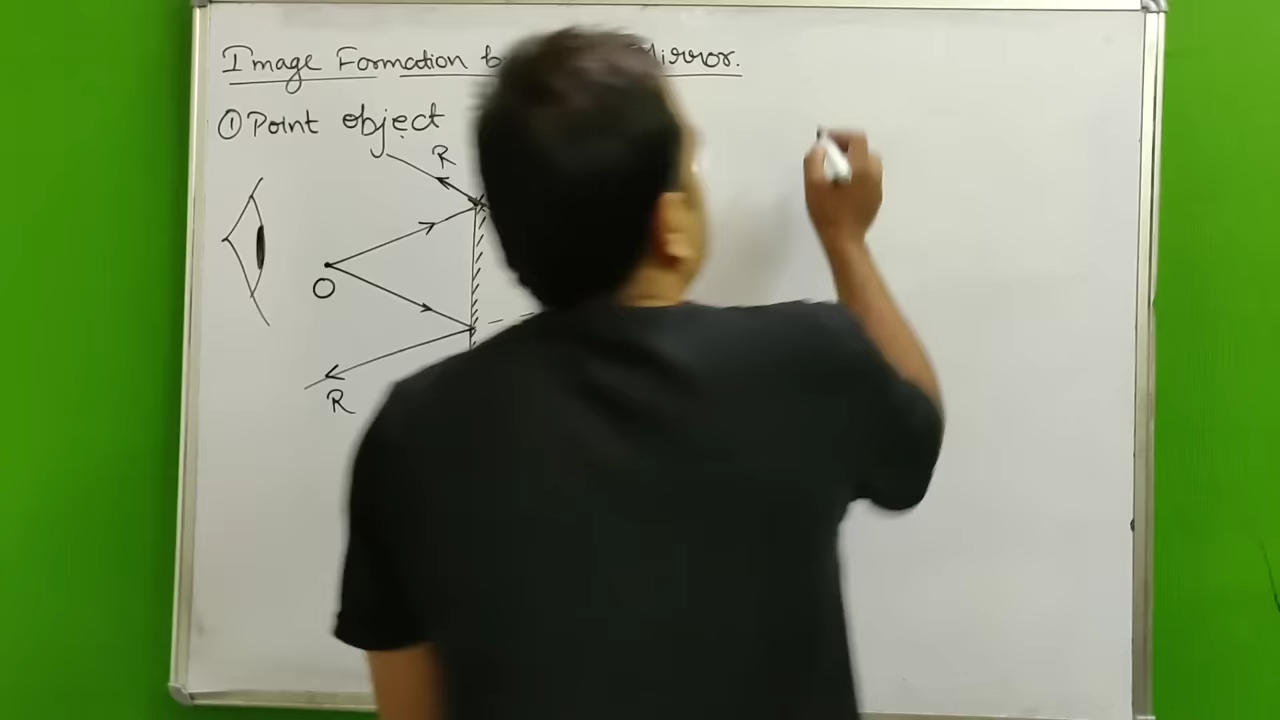 Image Formation Mirror.
① Point object
R
O
R